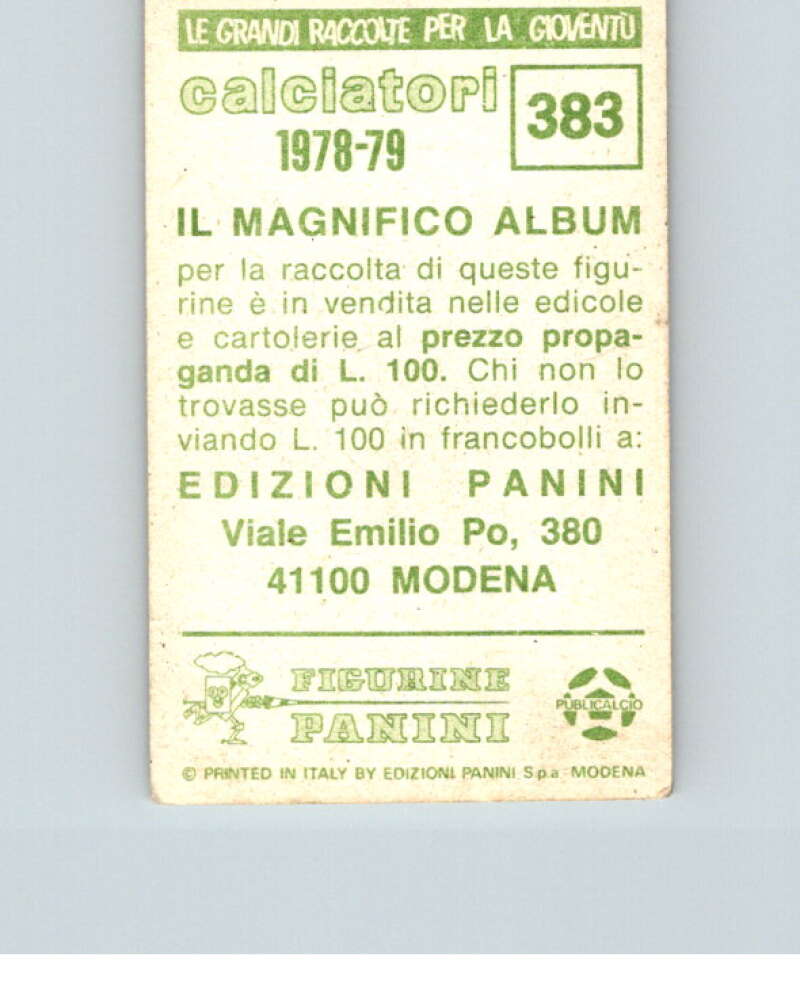 LE GRANDI RACCOLTE PER LA GIOVENTÙ
calciatori
383
1978-79
IL MAGNIFICO ALBUM
per la raccolta di queste figu-
rine è in vendita nelle edicole
e cartolerie al prezzo propa-
ganda di L. 100. Chi non lo
trovasse può richiederlo in-
viando L. 100 in francobolli a:
EDIZIONI PANINI
Viale Emilio Po, 380
41100 MODENA
FIGURINE
PANINI
PUBLICALCIO
© PRINTED IN ITALY BY EDIZIONI PANINI S.p.a. MODENA